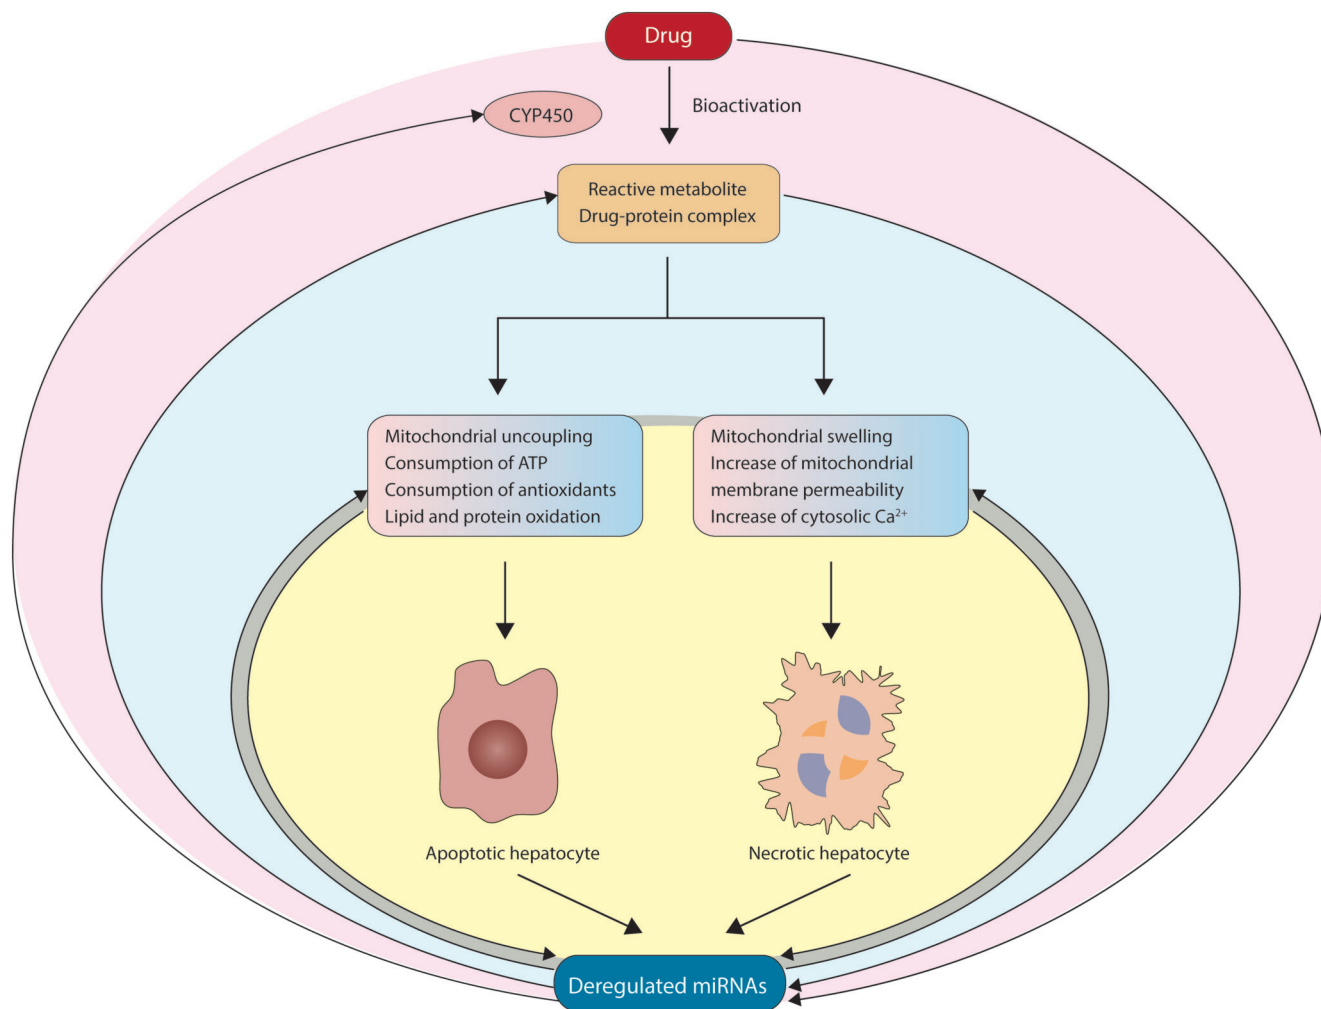 Drug
Bioactivation
CYP450
Reactive metabolite
Drug-protein complex
Mitochondrial uncoupling
Consumption of ATP
Consumption of antioxidants
Lipid and protein oxidation
Mitochondrial swelling
Increase of mitochondrial
membrane permeability
Increase of cytosolic Ca²⁺
Apoptotic hepatocyte
Necrotic hepatocyte
Deregulated miRNAs